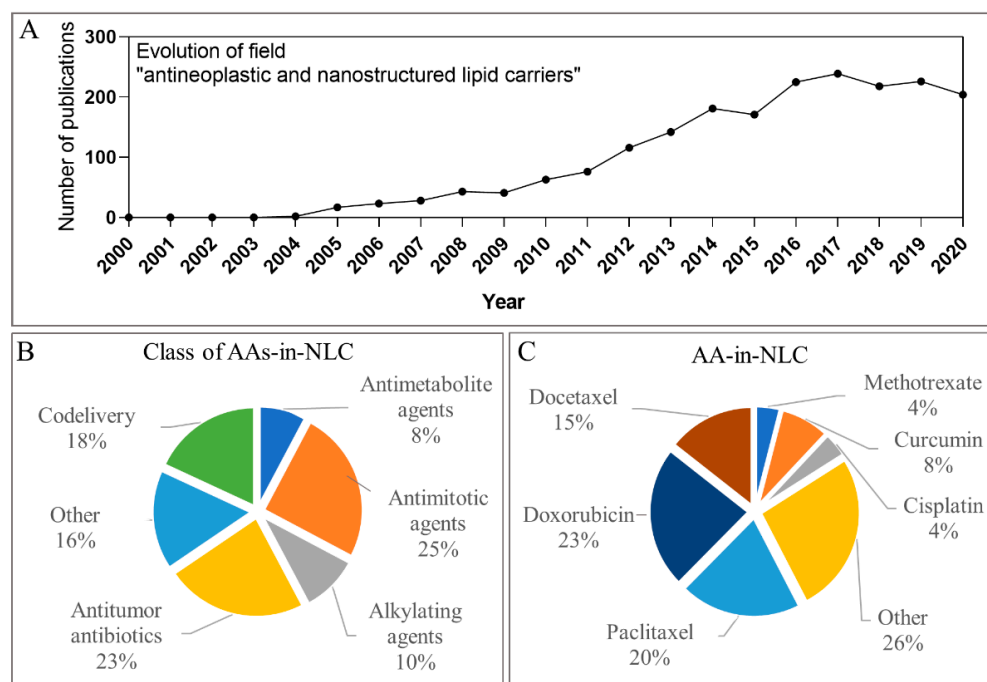 A
Evolution of field
"antineoplastic and nanostructured lipid carriers"
Number of publications
300
200
100
0
2000 2001 2002 2003 2004 2005 2006 2007 2008 2009 2010 2011 2012 2013 2014 2015 2016 2017 2018 2019 2020
Year
B
Class of AAs-in-NLC
Antimetabolite
agents
8%
Antimitotic
agents
25%
Alkylating
agents
10%
Antitumor
antibiotics
23%
Other
16%
Codelivery
18%
C
AA-in-NLC
Methotrexate
4%
Curcumin
8%
Cisplatin
4%
Other
26%
Paclitaxel
20%
Doxorubicin
23%
Docetaxel
15%